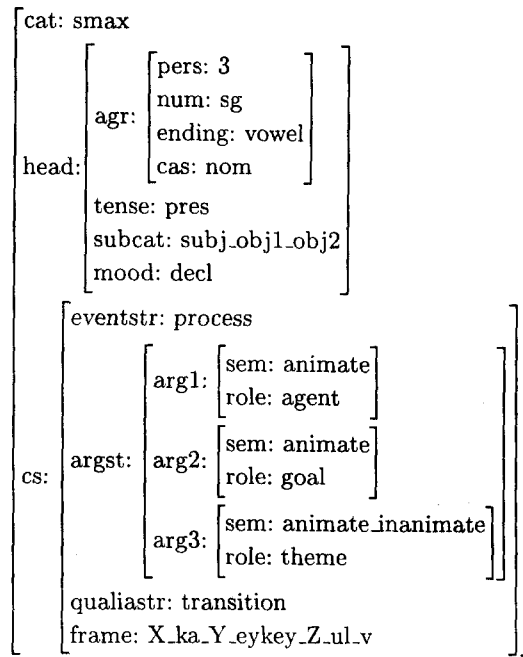 cat: smax
pers: 3
num: sg
agr:
ending: vowel
head:
cas: nom
tense: pres
subcat: subj_obj1_obj2
mood: decl
eventstr: process
sem: animate
arg1:
role: agent
sem: animate
argst: arg2:
cs:
role: goal
sem: animate_inanimate
arg3:
role: theme
qualiastr: transition
frame: X_ka_Y_eykey_Z_ul_v
.